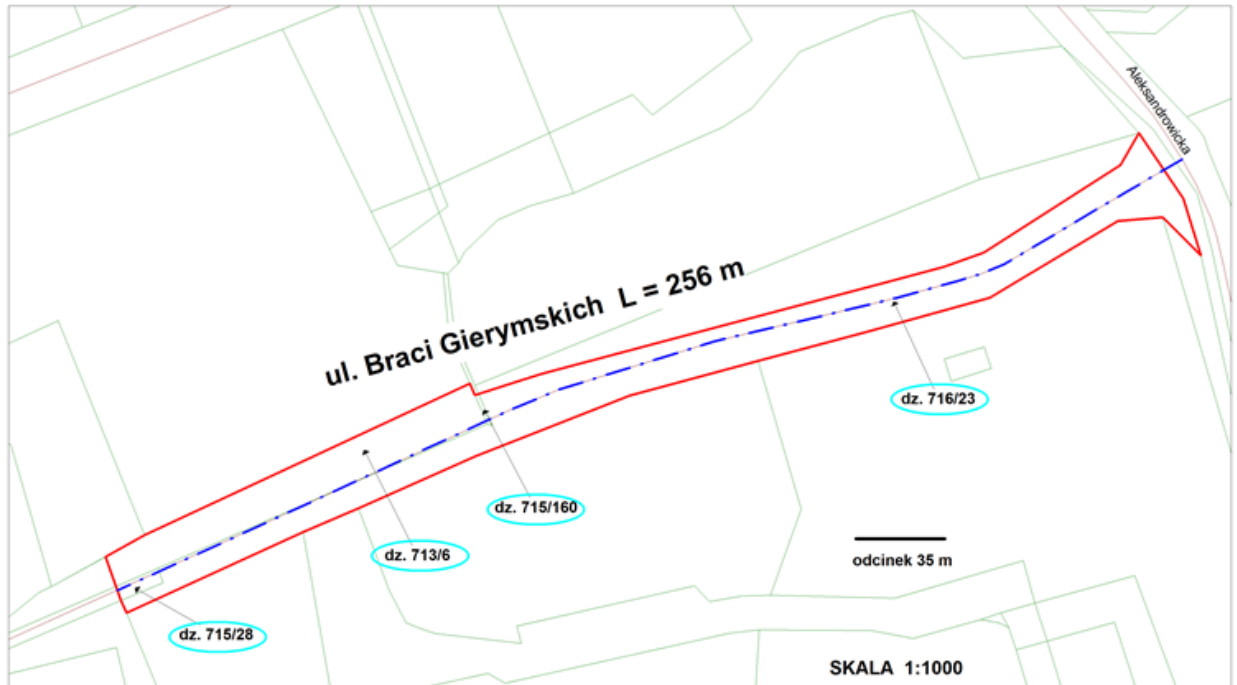 Aleksandrowicka
ul. Braci Gierymskich L = 256 m
dz. 716/23
dz. 715/160
dz. 713/6
odcinek 35 m
dz. 715/28
SKALA 1:1000